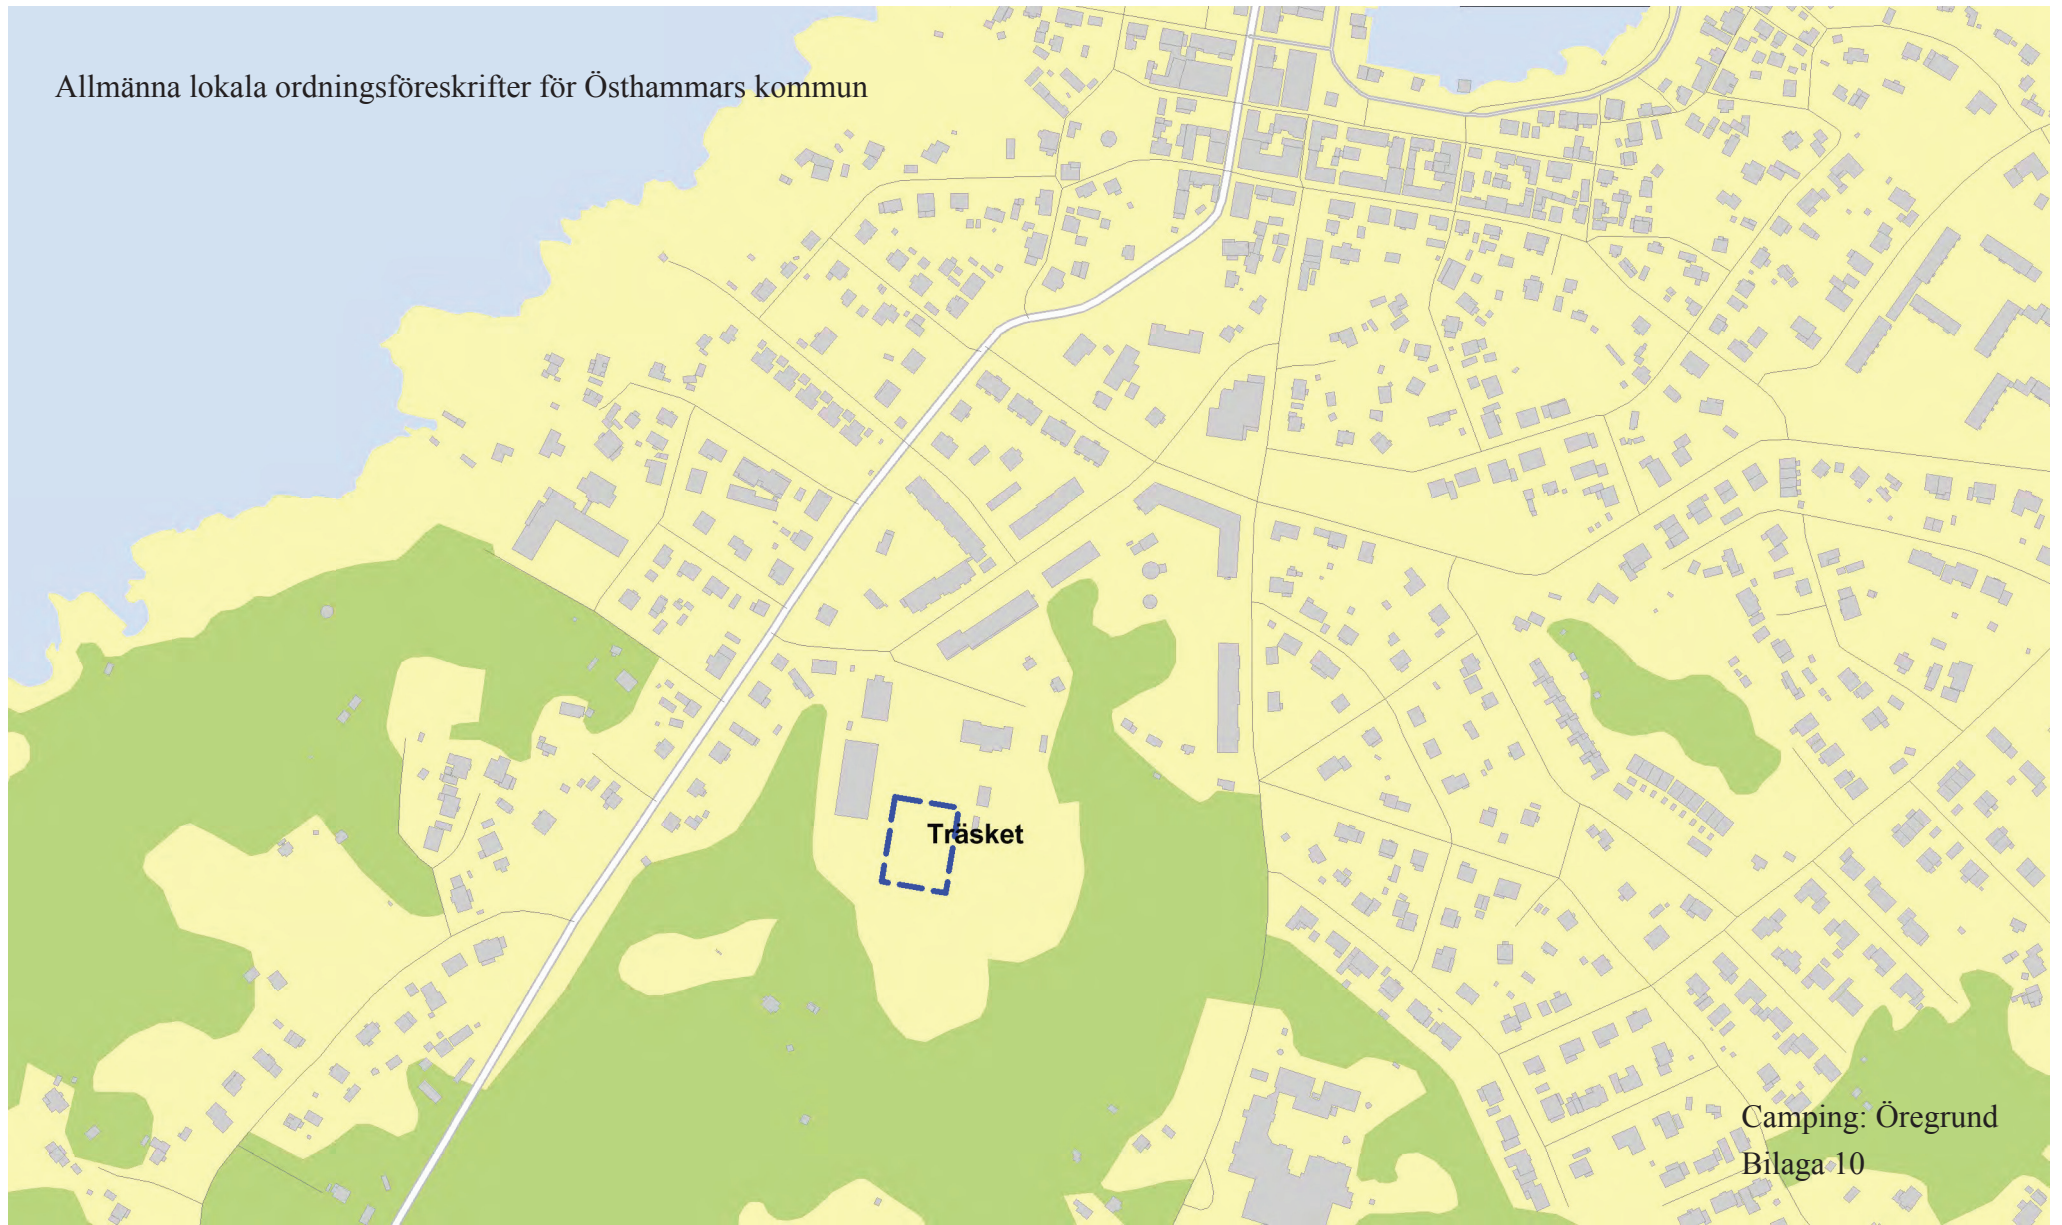 Allmänna lokala ordningsföreskrifter för Östhammars kommun
Träsket
Camping: Öregrund
Bilaga 10